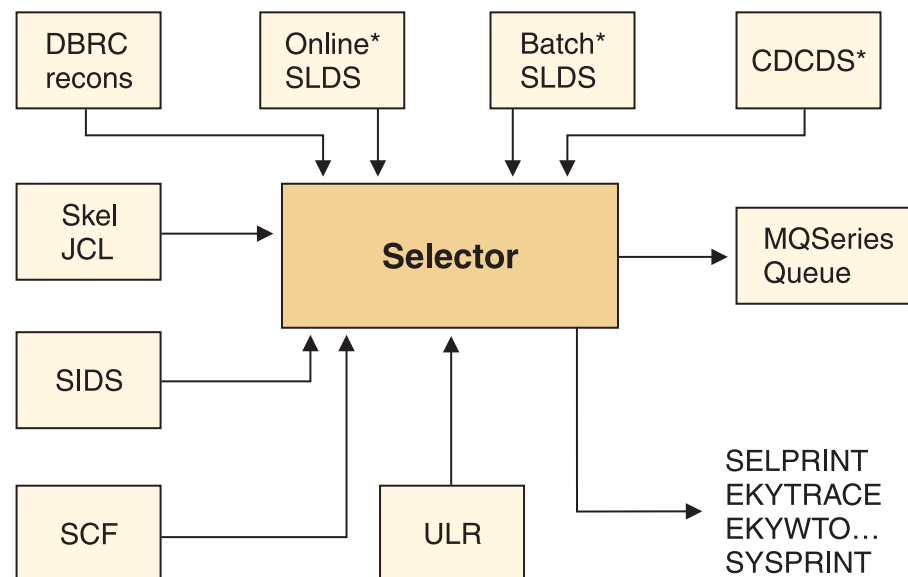 DBRC
recons
Online*
SLDS
Batch*
SLDS
CDCDS*
Skel
JCL
Selector
MQSeries
Queue
SIDS
SCF
ULR
SELPRINT
EKYTRACE
EKYWTO…
SYSPRINT